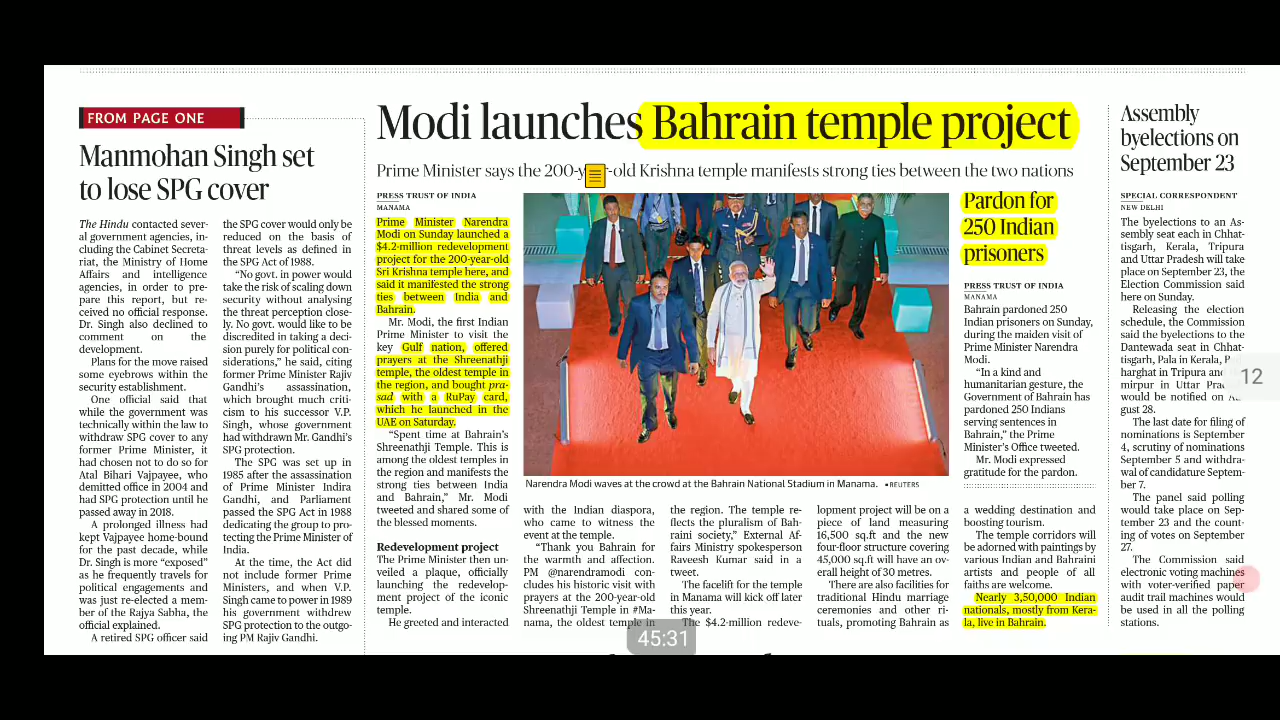 FROM PAGE ONE
Manmohan Singh set
to lose SPG cover
The Hindu contacted sever-
al government agencies, in-
cluding the Cabinet Secreta-
riat, the Ministry of Home
Affairs and intelligence
agencies, in order to pre-
pare this report, but re-
ceived no official response.
Dr. Singh also declined to
comment on the
development.
Plans for the move raised
some eyebrows within the
security establishment.
One official said that
while the government was
technically within the law to
withdraw SPG cover to any
former Prime Minister, it
had chosen not to do so for
Atal Bihari Vajpayee, who
demitted office in 2004 and
had SPG protection until he
passed away in 2018.
A prolonged illness had
kept Vajpayee home-bound
for the past decade, while
Dr. Singh is more “exposed”
as he frequently travels for
political engagements and
was just re-elected a mem-
ber of the Rajya Sabha, the
official explained.
A retired SPG officer said
the SPG cover would only be
reduced on the basis of
threat levels as defined in
the SPG Act of 1988.
“No govt. in power would
take the risk of scaling down
security without analysing
the threat perception close-
ly. No govt. would like to be
discredited in taking a deci-
sion purely for political con-
siderations,” he said, citing
former Prime Minister Rajiv
Gandhi’s assassination,
which brought much criti-
cism to his successor V.P.
Singh, whose government
had withdrawn Mr. Gandhi’s
SPG protection.
The SPG was set up in
1985 after the assassination
of Prime Minister Indira
Gandhi, and Parliament
passed the SPG Act in 1988
dedicating the group to pro-
tecting the Prime Minister of
India.
At the time, the Act did
not include former Prime
Ministers, and when V.P.
Singh came to power in 1989
his government withdrew
SPG protection to the outgo-
ing PM Rajiv Gandhi.
Modi launches Bahrain temple project
Prime Minister says the 200-year-old Krishna temple manifests strong ties between the two nations
PRESS TRUST OF INDIA
MANAMA
Prime Minister Narendra
Modi on Sunday launched a
$4.2-million redevelopment
project for the 200-year-old
Sri Krishna temple here, and
said it manifested the strong
ties between India and
Bahrain.
Mr. Modi, the first Indian
Prime Minister to visit the
key Gulf nation, offered
prayers at the Shreenathji
temple, the oldest temple in
the region, and bought pra-
sad with a RuPay card,
which he launched in the
UAE on Saturday.
“Spent time at Bahrain’s
Shreenathji Temple. This is
among the oldest temples in
the region and manifests the
strong ties between India
and Bahrain,” Mr. Modi
tweeted and shared some of
the blessed moments.
Redevelopment project
The Prime Minister then un-
veiled a plaque, officially
launching the redevelop-
ment project of the iconic
temple.
He greeted and interacted
Narendra Modi waves at the crowd at the Bahrain National Stadium in Manama. ▪REUTERS
with the Indian diaspora,
who came to witness the
event at the temple.
“Thank you Bahrain for
the warmth and affection.
PM @narendramodi con-
cludes his historic visit with
prayers at the 200-year-old
Shreenathji Temple in #Ma-
nama, the oldest temple in
the region. The temple re-
flects the pluralism of Bah-
raini society,” External Af-
fairs Ministry spokesperson
Raveesh Kumar said in a
tweet.
The facelift for the temple
in Manama will kick off later
this year.
The $4.2-million redeve-
lopment project will be on a
piece of land measuring
16,500 sq.ft and the new
four-floor structure covering
45,000 sq.ft will have an ov-
erall height of 30 metres.
There are also facilities for
traditional Hindu marriage
ceremonies and other ri-
tuals, promoting Bahrain as
a wedding destination and
boosting tourism.
The temple corridors will
be adorned with paintings by
various Indian and Bahraini
artists and people of all
faiths are welcome.
Nearly 3,50,000 Indian
nationals, mostly from Kera-
la, live in Bahrain.
Pardon for
250 Indian
prisoners
PRESS TRUST OF INDIA
MANAMA
Bahrain pardoned 250
Indian prisoners on Sunday,
during the maiden visit of
Prime Minister Narendra
Modi.
“In a kind and
humanitarian gesture, the
Government of Bahrain has
pardoned 250 Indians
serving sentences in
Bahrain,” the Prime
Minister’s Office tweeted.
Mr. Modi expressed
gratitude for the pardon.
Assembly
byelections on
September 23
SPECIAL CORRESPONDENT
NEW DELHI
The byelections to an As-
sembly seat each in Chhat-
tisgarh, Kerala, Tripura
and Uttar Pradesh will take
place on September 23, the
Election Commission said
here on Sunday.
Releasing the election
schedule, the Commission
said the byelections to the
Dantewada seat in Chhat-
tisgarh, Pala in Kerala,
harghat in Tripura and
mirpur in Uttar
would be notified on
gust 28.
The last date for filing of
nominations is September
4, scrutiny of nominations
September 5 and withdra-
wal of candidature Septem-
ber 7.
The panel said polling
would take place on Sep-
tember 23 and the count-
ing of votes on September
27.
The Commission said
electronic voting machines
with voter-verified paper
audit trail machines would
be used in all the polling
stations.
12
45:31